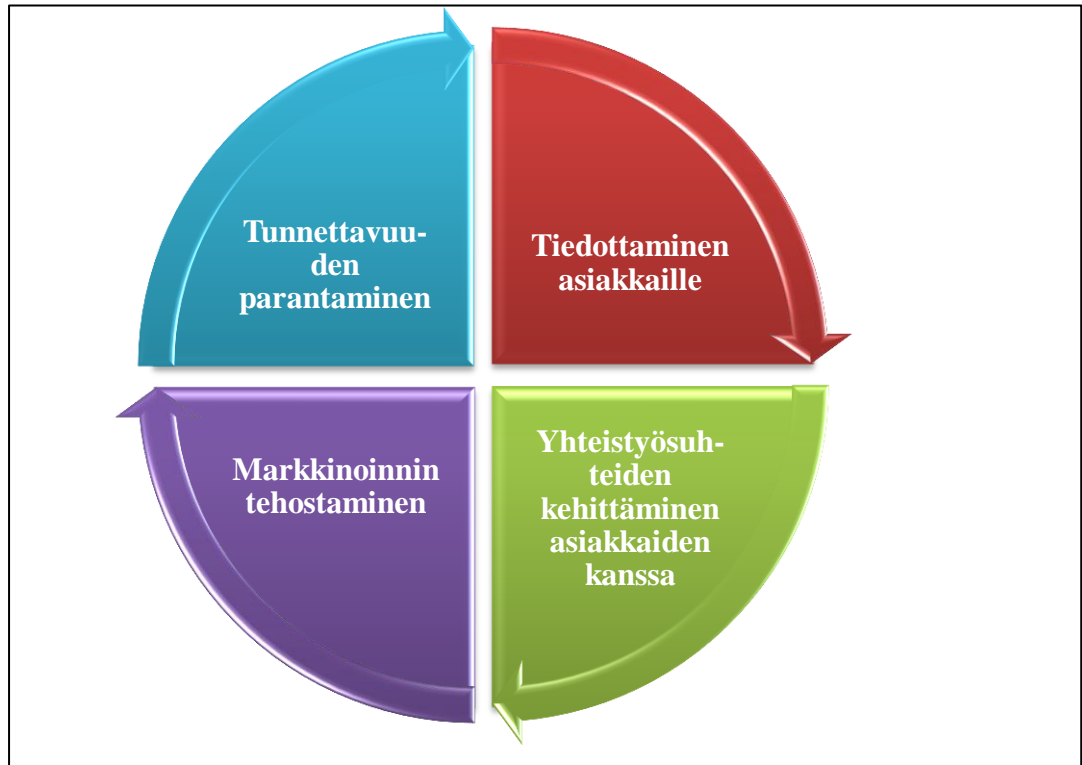 Tunnettavuu-
den
parantaminen
Tiedottaminen
asiakkaille
Markkinoinnin
tehostaminen
Yhteistyösuh-
teiden
kehittäminen
asiakkaiden
kanssa